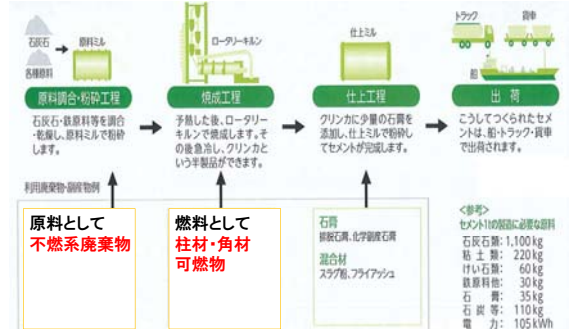 石灰石
各種原料
原料ミル
ロータリーキルン
仕上ミル
トラック
貨車
船
原料調合・粉砕工程
焼成工程
仕上工程
出荷
石灰石・鉄原料等を調合
・乾燥し、原料ミルで粉砕
します。
予熱した後、ロータリー
キルンで焼成します。そ
の後急冷し、クリンカと
いう半製品ができます。
クリンカに少量の石膏を
添加し、仕上ミルで粉砕し
てセメントが完成します。
こうしてつくられたセメ
ントは、船・トラック・貨車
で出荷されます。
利用廃棄物・副産物例
原料として
不燃系廃棄物
燃料として
柱材・角材
可燃物
石膏
排脱石膏、化学副産石膏
混合材
スラグ粉、フライアッシュ
<参考>
セメント1tの製造に必要な原料
石灰石類:1,100kg
粘土類:220kg
けい石類:60kg
鉄原料他:30kg
石膏:35kg
石炭等:110kg
電力:105kWh